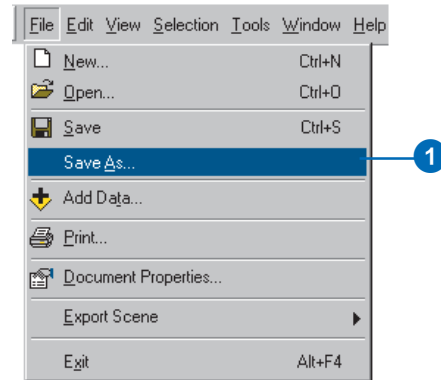 File Edit View Selection Tools Window Help
New... Ctrl+N
Open... Ctrl+O
Save Ctrl+S
Save As...
1
Add Data...
Print...
Document Properties...
Export Scene
Exit Alt+F4